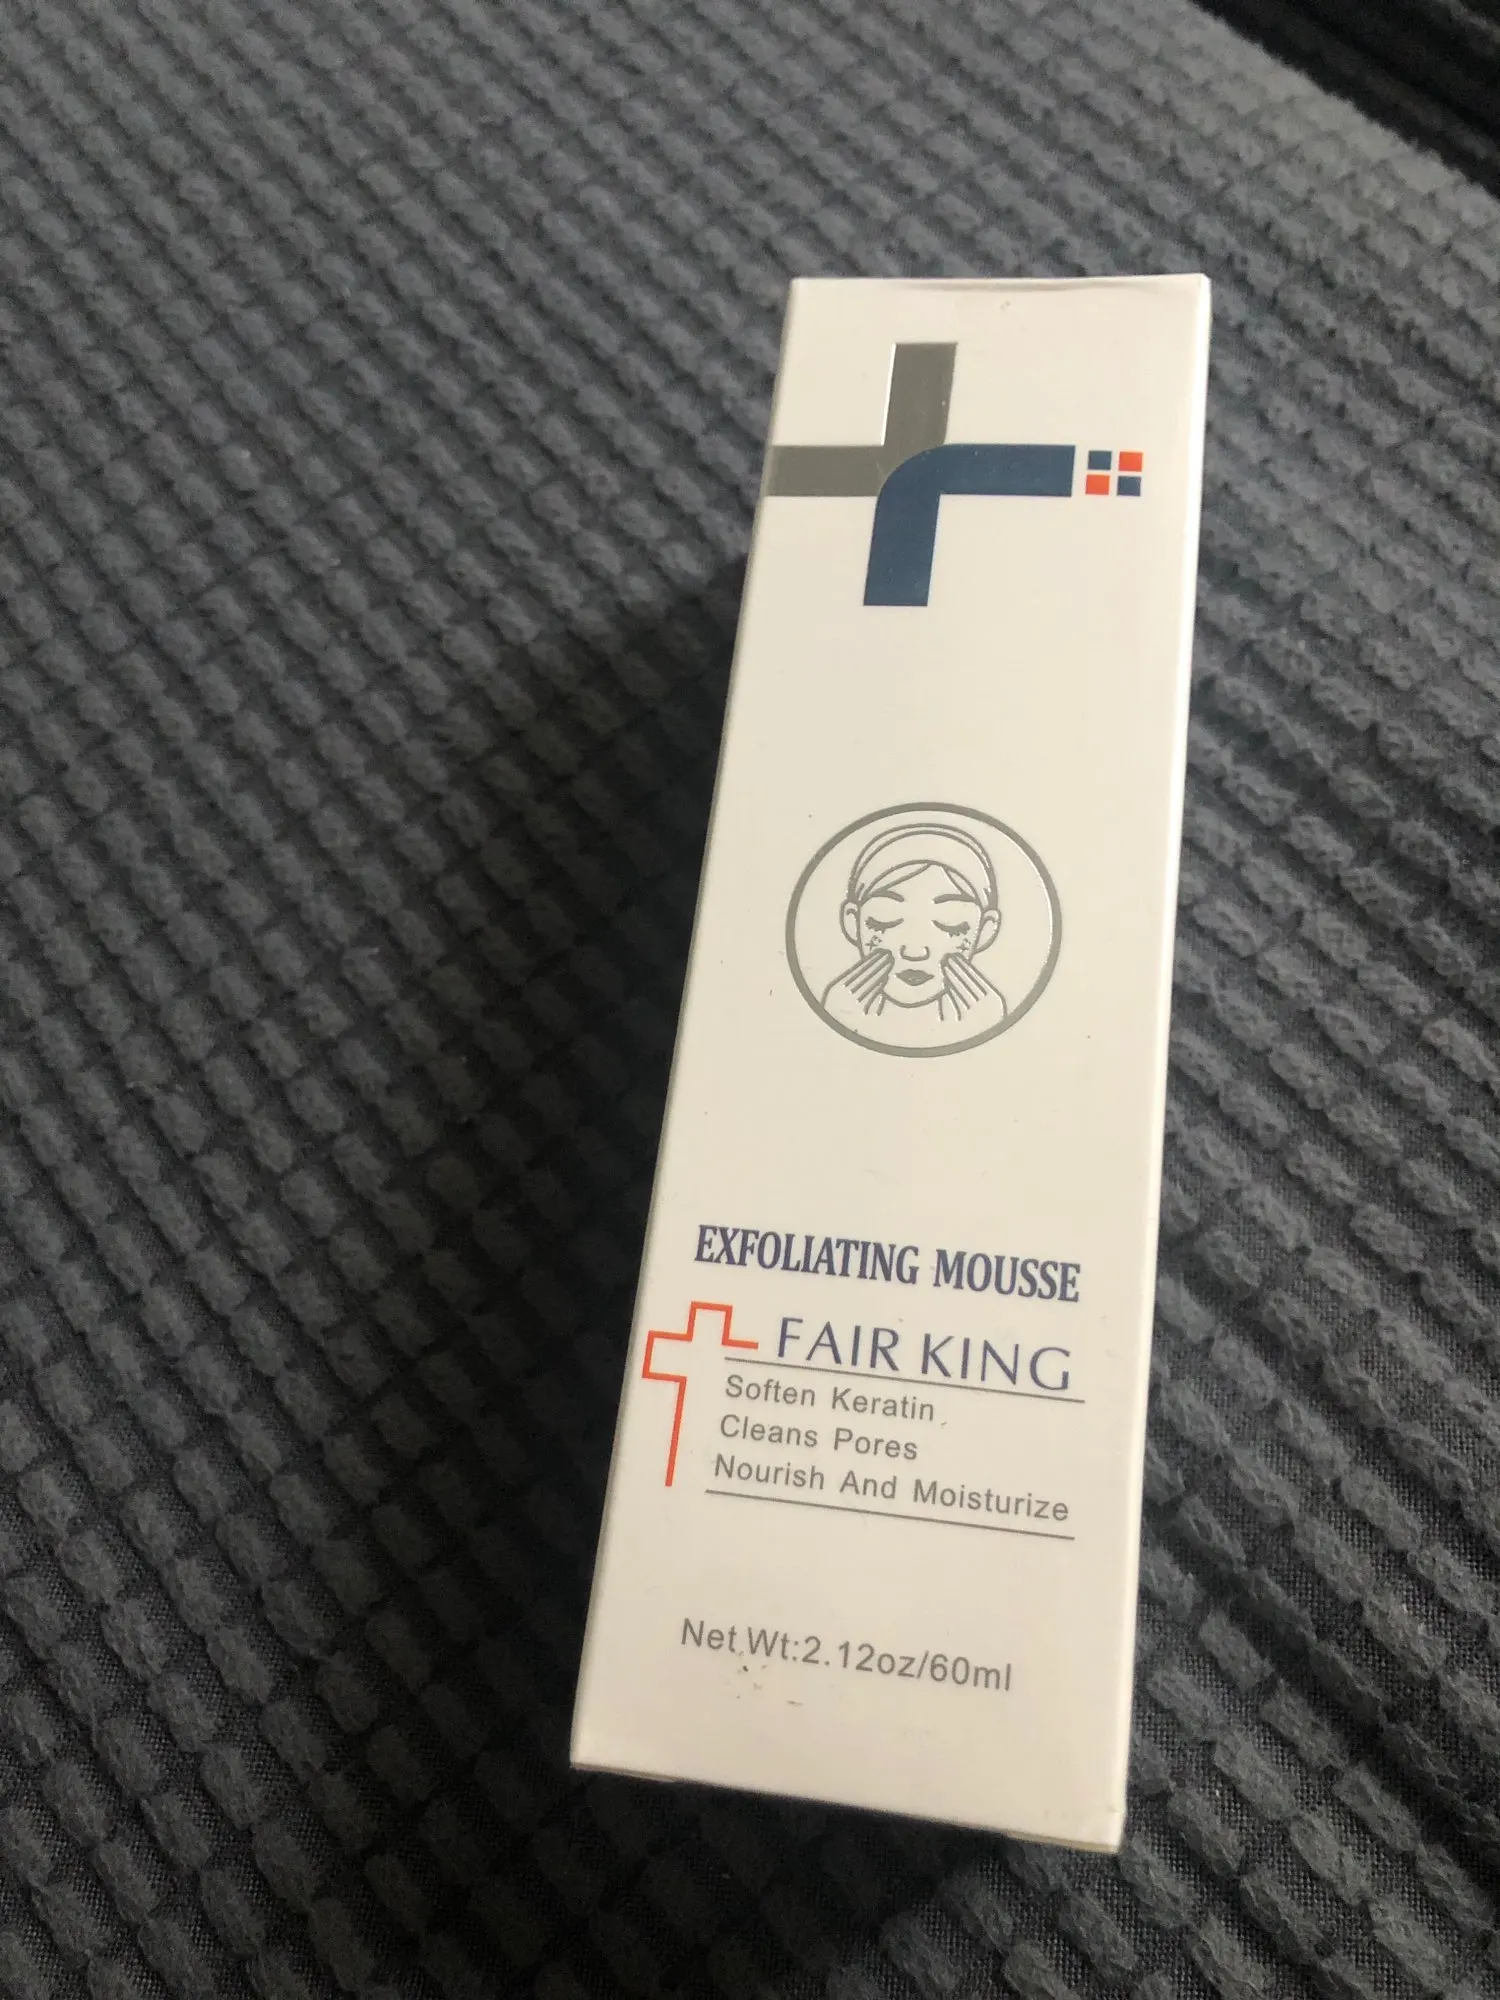 EXFOLIATING MOUSSE
FAIR KING
Soften Keratin
Cleans Pores
Nourish And Moisturize
Net Wt:2.12oz/60ml